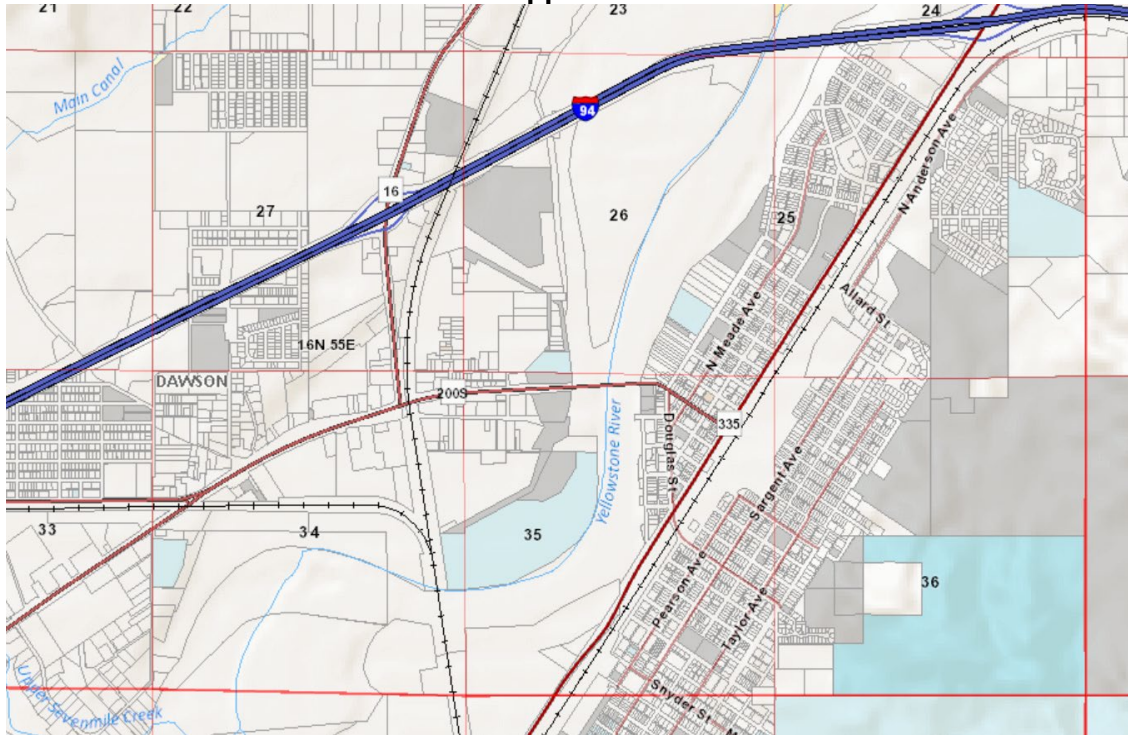 21
22
23
24
Main Canal
94
N Anderson Ave
16
27
26
25
Allard St
N Meade Ave
16N 55E
DAWSON
200S
335
Douglas St
Yellowstone River
Sargent Ave
33
34
35
36
Pearson Ave
Taylor Ave
Snyder St
Upper Sevenmile Creek